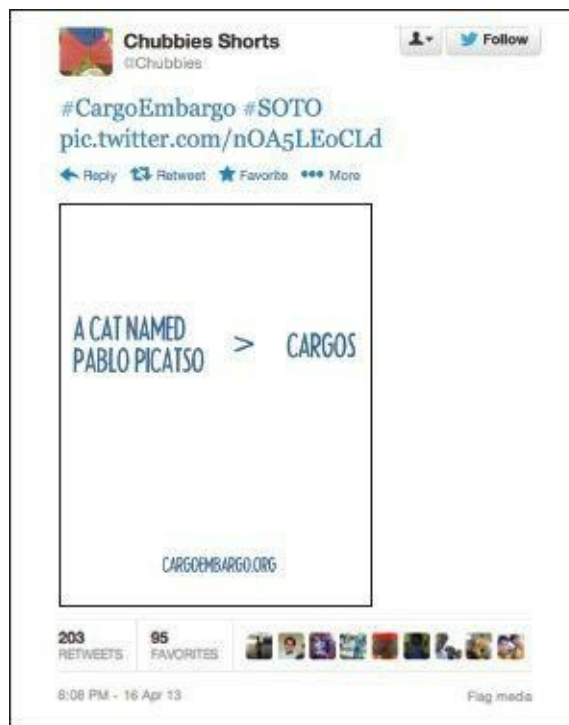 Chubbies Shorts
Follow
@Chubbies
#CargoEmbargo #SOTO
pic.twitter.com/nOA5LEoCLd
Reply Retweet Favorite More
A CAT NAMED
PABLO PICATSO > CARGOS
CARGOEMBARGO.ORG
203 95
RETWEETS FAVORITES
8:08 PM - 16 Apr 13 Flag media